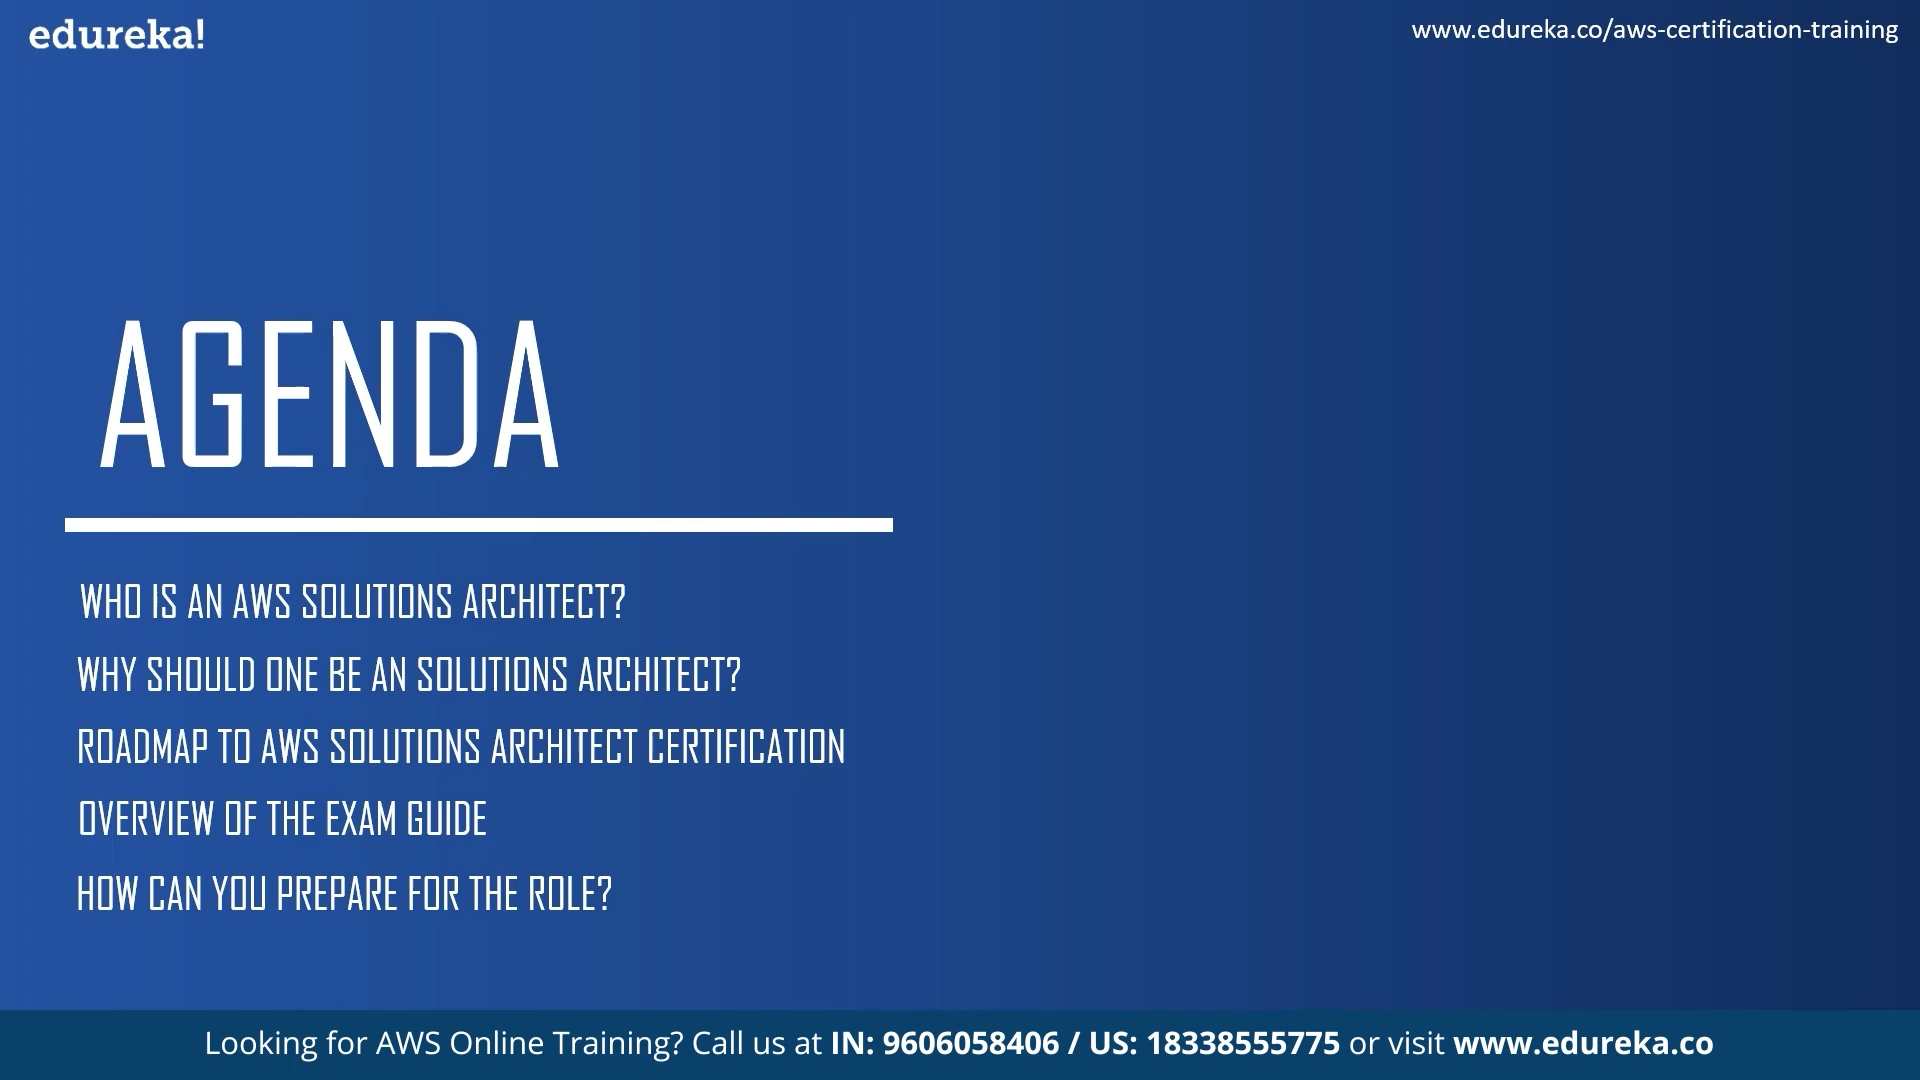 edureka!
www.edureka.co/aws-certification-training
AGENDA
WHO IS AN AWS SOLUTIONS ARCHITECT?
WHY SHOULD ONE BE AN SOLUTIONS ARCHITECT?
ROADMAP TO AWS SOLUTIONS ARCHITECT CERTIFICATION
OVERVIEW OF THE EXAM GUIDE
HOW CAN YOU PREPARE FOR THE ROLE?
Looking for AWS Online Training? Call us at IN: 9606058406 / US: 18338555775 or visit www.edureka.co